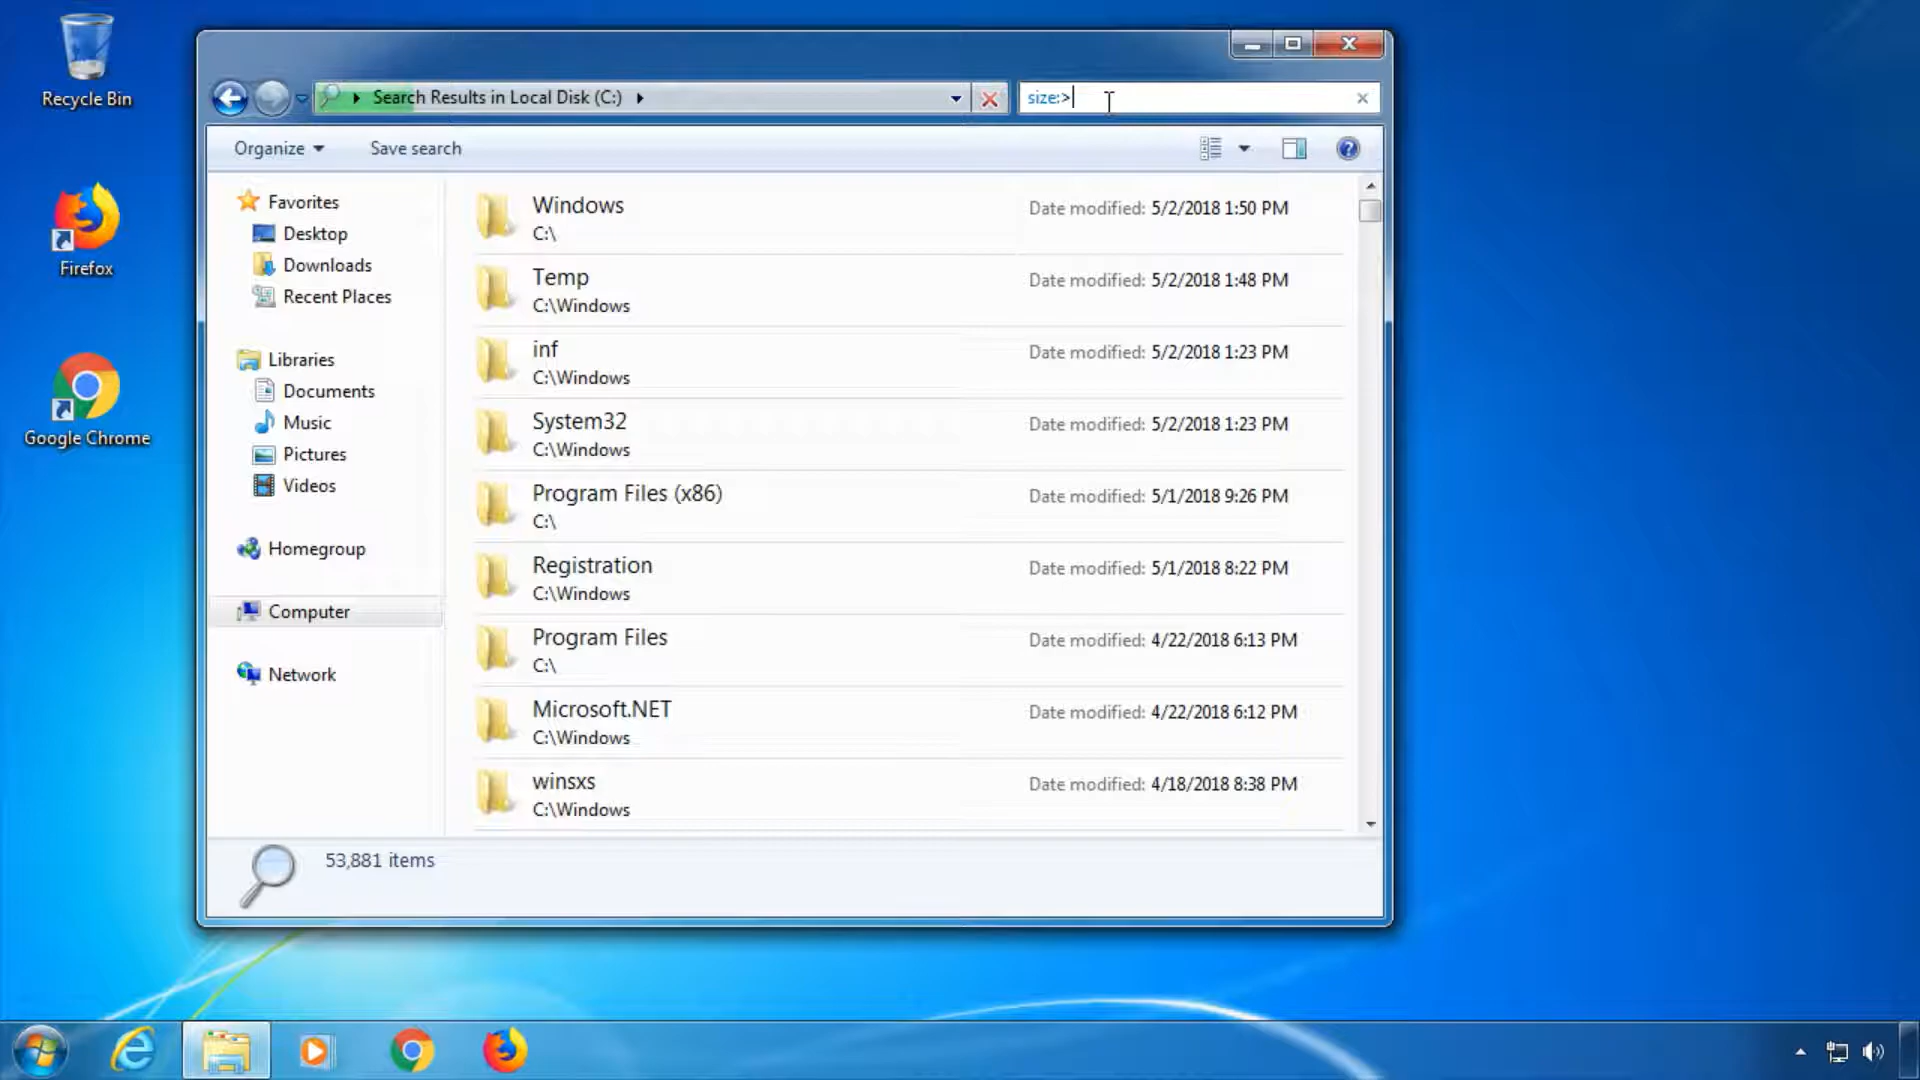 Recycle Bin
Firefox
Google Chrome
Search Results in Local Disk (C:)
size:>
Organize
Save search
Favorites
Desktop
Downloads
Recent Places
Libraries
Documents
Music
Pictures
Videos
Homegroup
Computer
Network
Windows
C:\
Date modified: 5/2/2018 1:50 PM
Temp
C:\Windows
Date modified: 5/2/2018 1:48 PM
inf
C:\Windows
Date modified: 5/2/2018 1:23 PM
System32
C:\Windows
Date modified: 5/2/2018 1:23 PM
Program Files (x86)
C:\
Date modified: 5/1/2018 9:26 PM
Registration
C:\Windows
Date modified: 5/1/2018 8:22 PM
Program Files
C:\
Date modified: 4/22/2018 6:13 PM
Microsoft.NET
C:\Windows
Date modified: 4/22/2018 6:12 PM
winsxs
C:\Windows
Date modified: 4/18/2018 8:38 PM
53,881 items